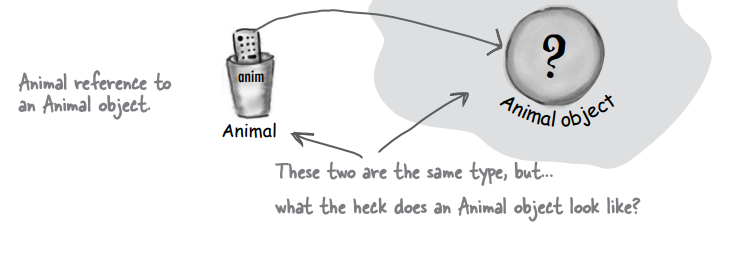 ?
anim
Animal reference to
an Animal object.
Animal object
Animal
These two are the same type, but...
what the heck does an Animal object look like?